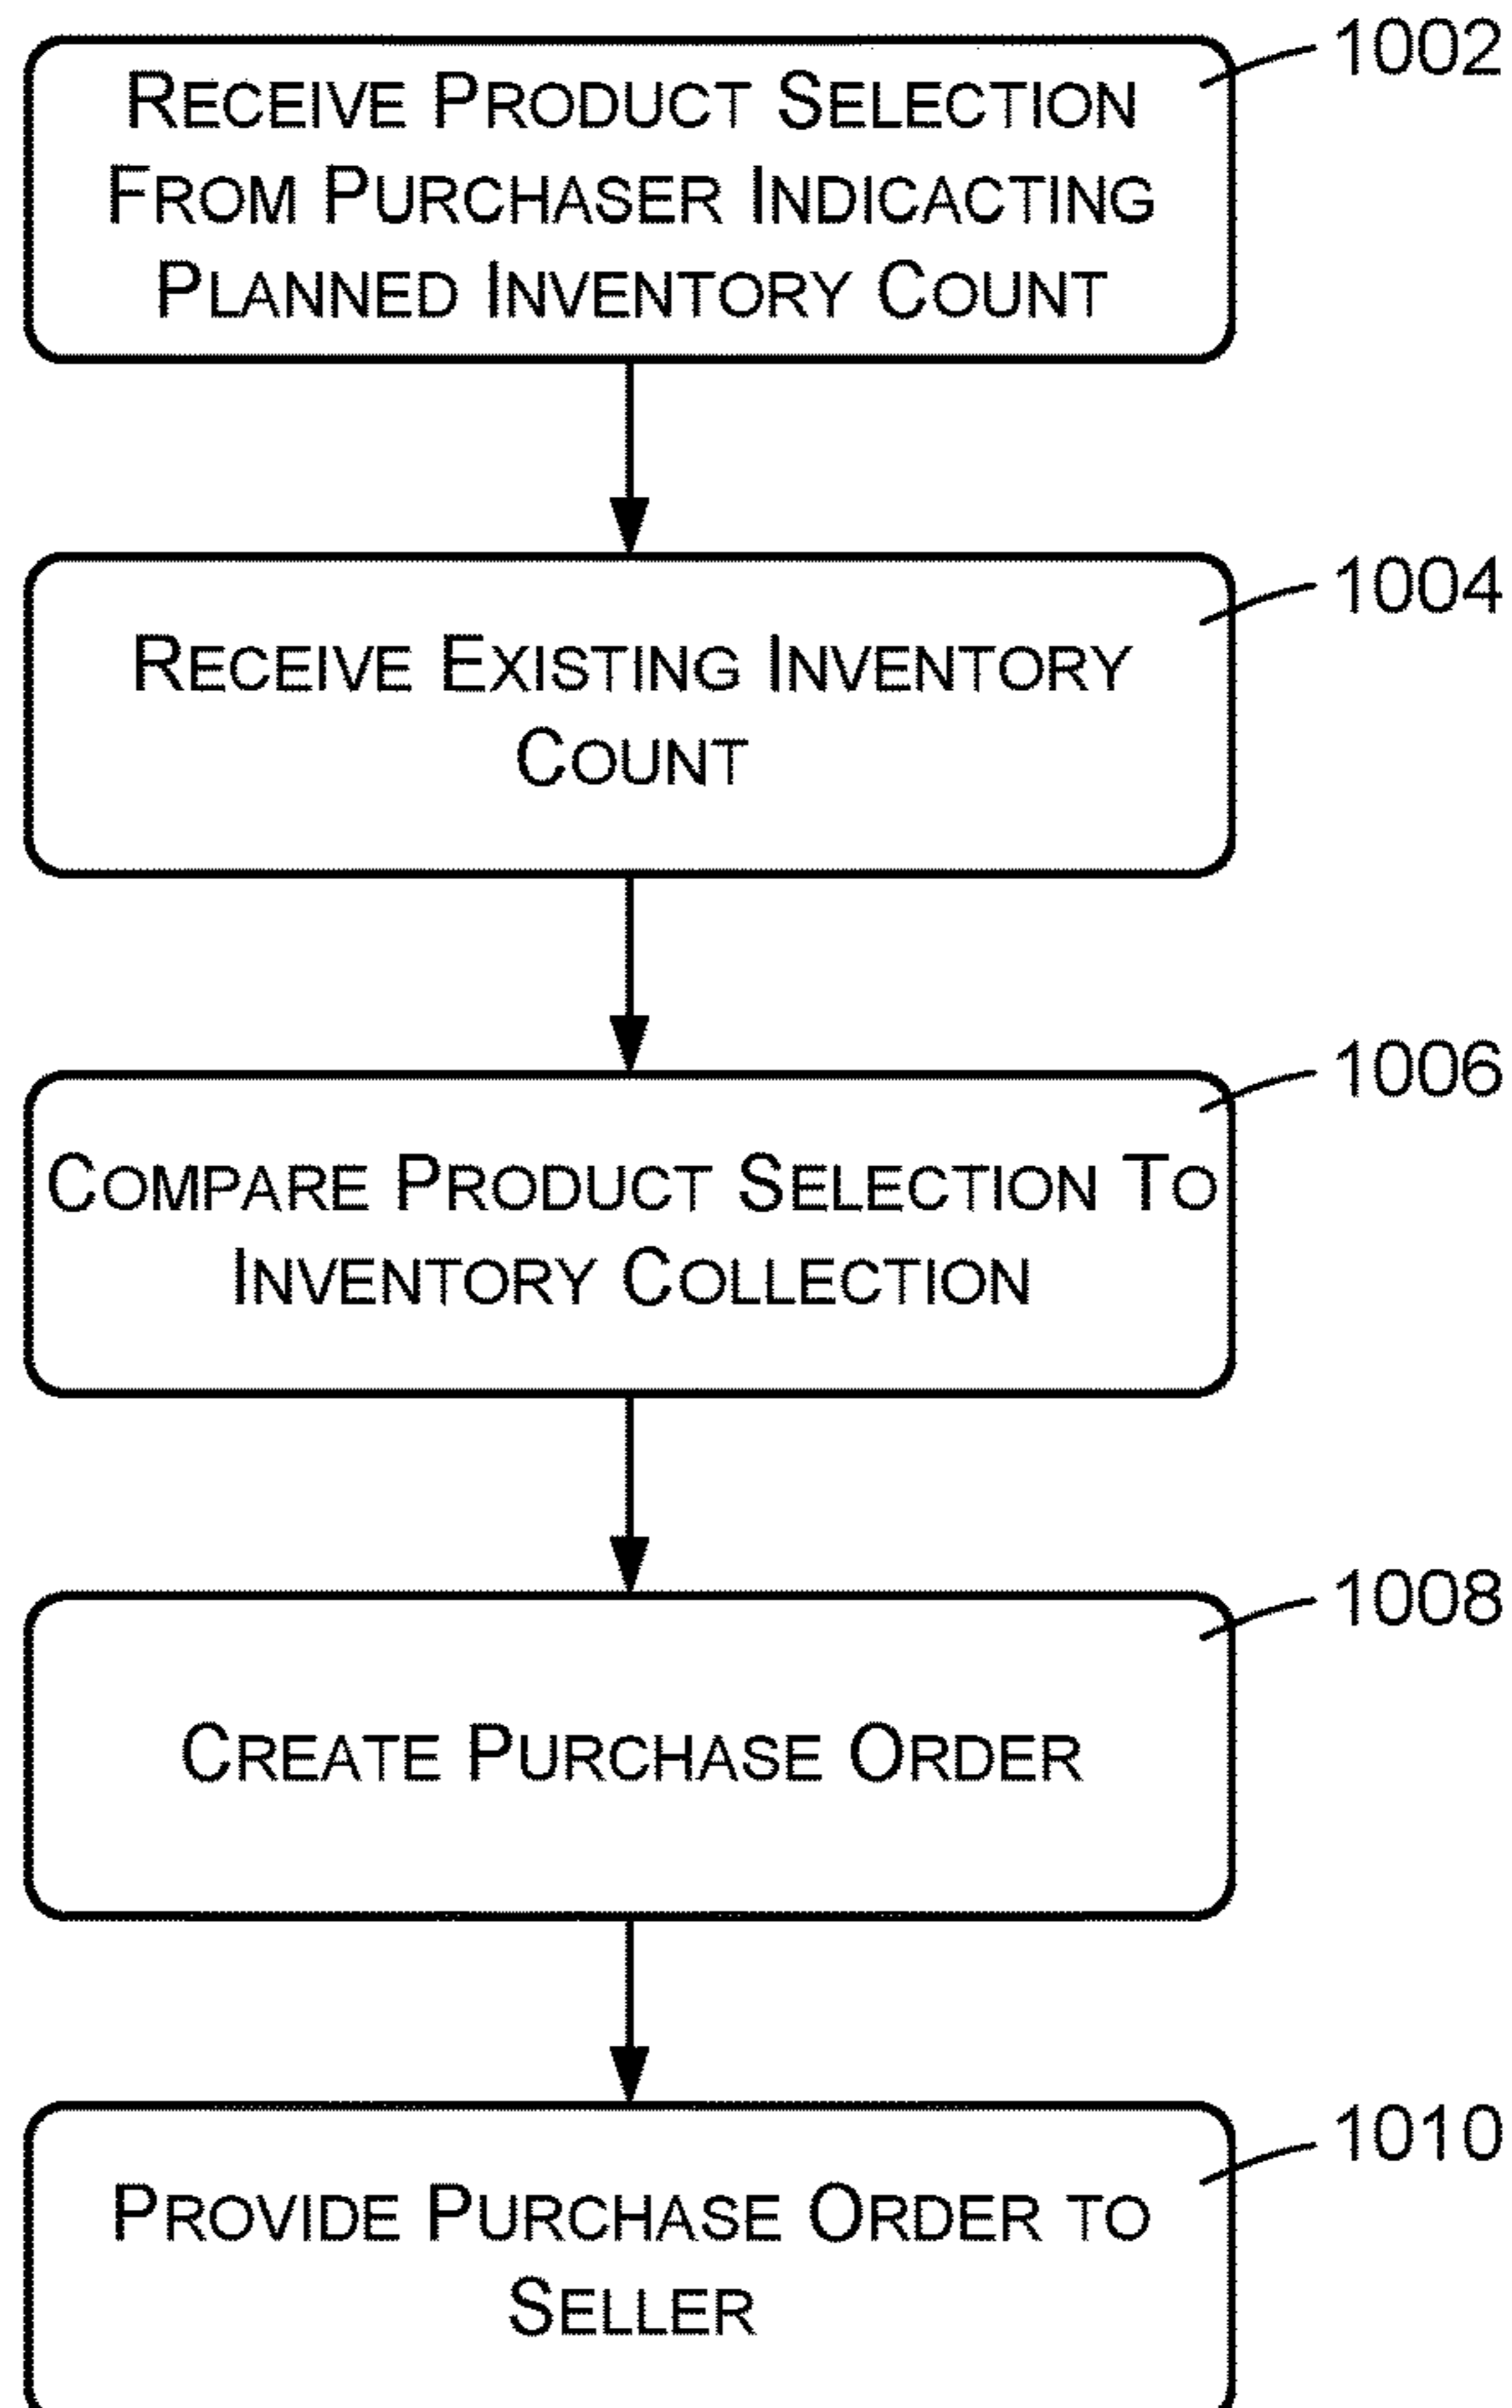 1002
RECEIVE PRODUCT SELECTION
FROM PURCHASER INDICACTING
PLANNED INVENTORY COUNT
1004
RECEIVE EXISTING INVENTORY
COUNT
1006
COMPARE PRODUCT SELECTION TO
INVENTORY COLLECTION
1008
CREATE PURCHASE ORDER
1010
PROVIDE PURCHASE ORDER TO
SELLER